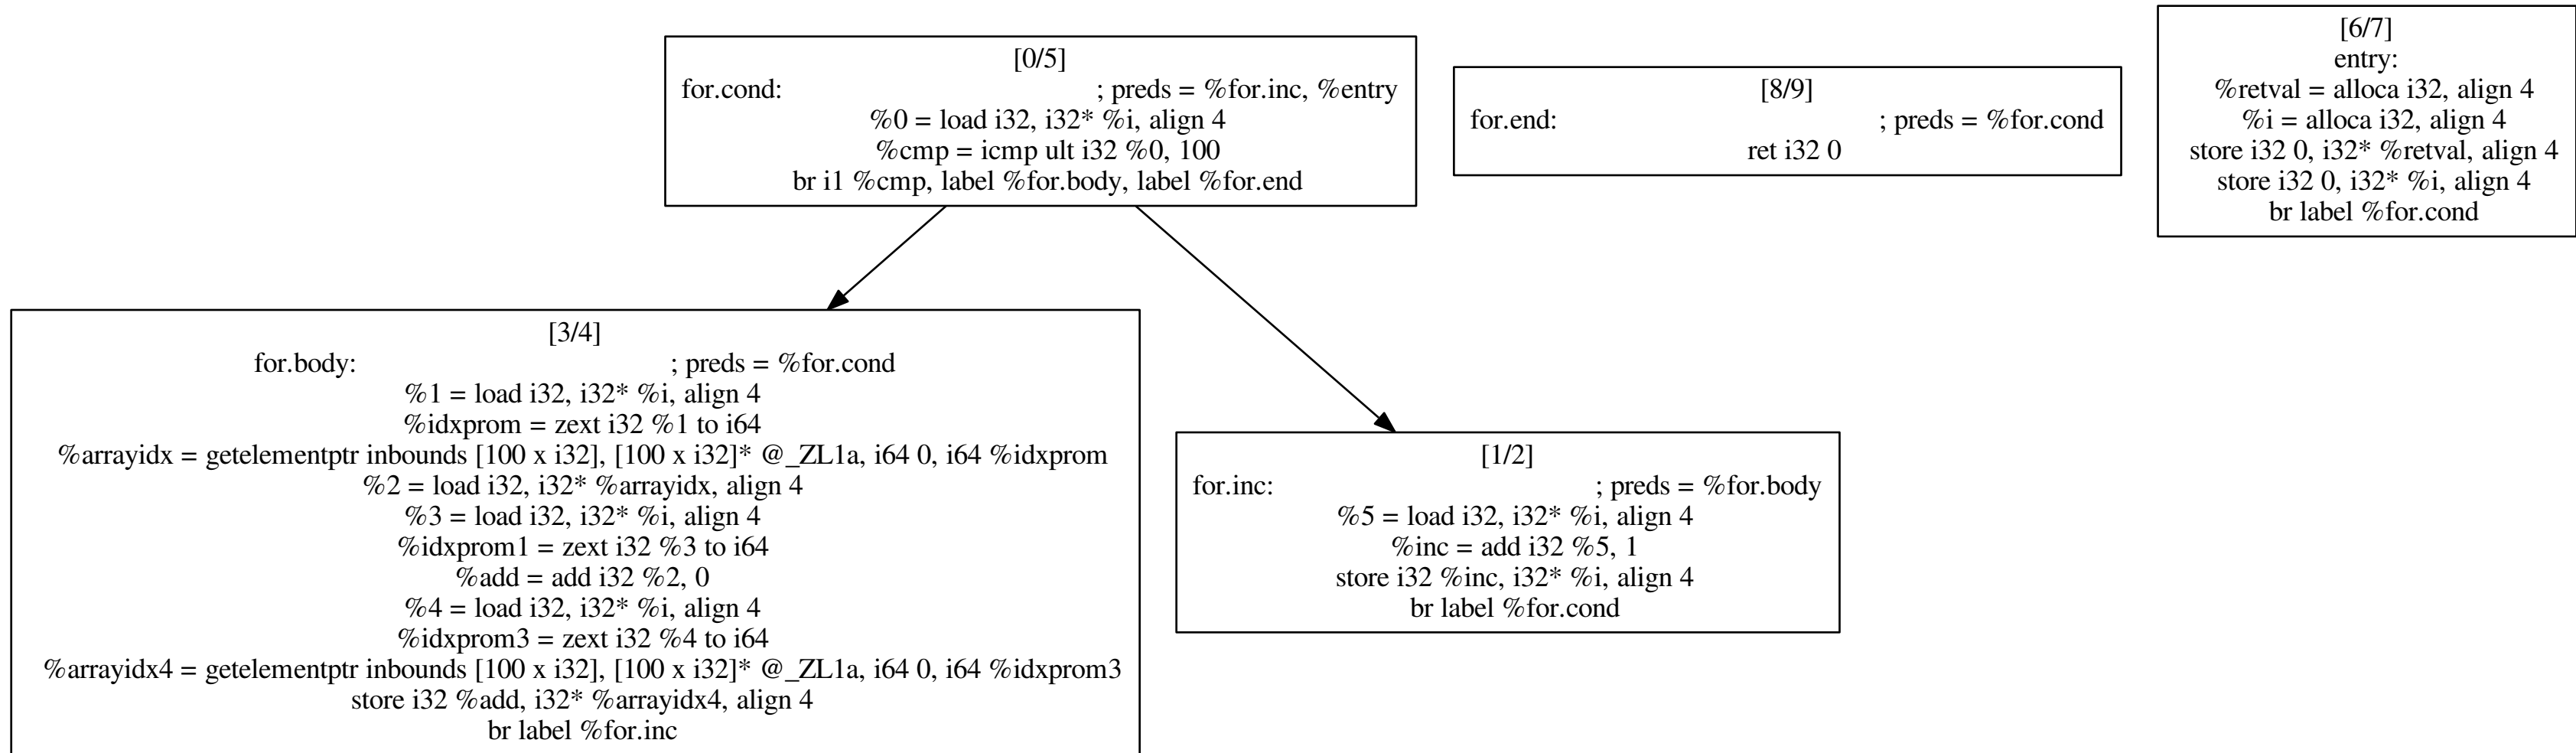 [0/5]
for.cond: ; preds = %for.inc, %entry
%0 = load i32, i32* %i, align 4
%cmp = icmp ult i32 %0, 100
br i1 %cmp, label %for.body, label %for.end
[8/9]
for.end: ; preds = %for.cond
ret i32 0
[6/7]
entry:
%retval = alloca i32, align 4
%i = alloca i32, align 4
store i32 0, i32* %retval, align 4
store i32 0, i32* %i, align 4
br label %for.cond
[3/4]
for.body: ; preds = %for.cond
%1 = load i32, i32* %i, align 4
%idxprom = zext i32 %1 to i64
%arrayidx = getelementptr inbounds [100 x i32], [100 x i32]* @_ZL1a, i64 0, i64 %idxprom
%2 = load i32, i32* %arrayidx, align 4
%3 = load i32, i32* %i, align 4
%idxprom1 = zext i32 %3 to i64
%add = add i32 %2, 0
%4 = load i32, i32* %i, align 4
%idxprom3 = zext i32 %4 to i64
%arrayidx4 = getelementptr inbounds [100 x i32], [100 x i32]* @_ZL1a, i64 0, i64 %idxprom3
store i32 %add, i32* %arrayidx4, align 4
br label %for.inc
[1/2]
for.inc: ; preds = %for.body
%5 = load i32, i32* %i, align 4
%inc = add i32 %5, 1
store i32 %inc, i32* %i, align 4
br label %for.cond